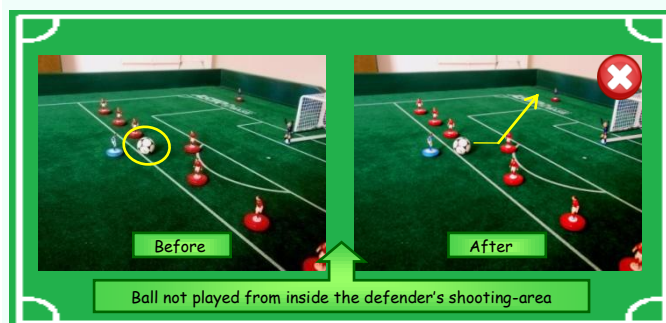 Before
After
Ball not played from inside the defender's shooting-area